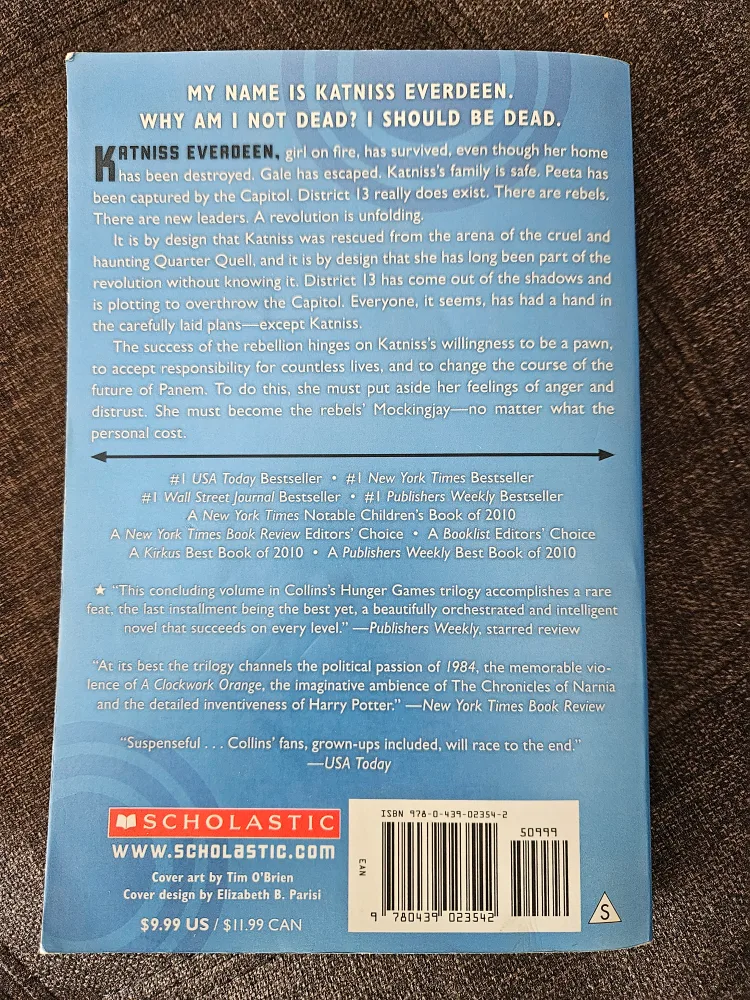 MY NAME IS KATNISS EVERDEEN.
WHY AM I NOT DEAD? I SHOULD BE DEAD.
KATNISS EVERDEEN, girl on fire, has survived, even though her home
has been destroyed. Gale has escaped. Katniss's family is safe. Peeta has
been captured by the Capitol. District 13 really does exist. There are rebels.
There are new leaders. A revolution is unfolding.
It is by design that Katniss was rescued from the arena of the cruel and
haunting Quarter Quell, and it is by design that she has long been part of the
revolution without knowing it. District 13 has come out of the shadows and
is plotting to overthrow the Capitol. Everyone, it seems, has had a hand in
the carefully laid plans—except Katniss.
The success of the rebellion hinges on Katniss's willingness to be a pawn,
to accept responsibility for countless lives, and to change the course of the
future of Panem. To do this, she must put aside her feelings of anger and
distrust. She must become the rebels' Mockingjay—no matter what the
personal cost.
#1 USA Today Bestseller • #1 New York Times Bestseller
#1 Wall Street Journal Bestseller • #1 Publishers Weekly Bestseller
A New York Times Notable Children's Book of 2010
A New York Times Book Review Editors' Choice • A Booklist Editors' Choice
A Kirkus Best Book of 2010 • A Publishers Weekly Best Book of 2010
★ "This concluding volume in Collins's Hunger Games trilogy accomplishes a rare
feat, the last installment being the best yet, a beautifully orchestrated and intelligent
novel that succeeds on every level." —Publishers Weekly, starred review
"At its best the trilogy channels the political passion of 1984, the memorable vio-
lence of A Clockwork Orange, the imaginative ambience of The Chronicles of Narnia
and the detailed inventiveness of Harry Potter." —New York Times Book Review
"Suspenseful . . . Collins' fans, grown-ups included, will race to the end."
—USA Today
SCHOLASTIC
www.scholastic.com
Cover art by Tim O'Brien
Cover design by Elizabeth B. Parisi
$9.99 US / $11.99 CAN
ISBN 978-0-439-02354-2
50999
EAN
9 780439 023542
S